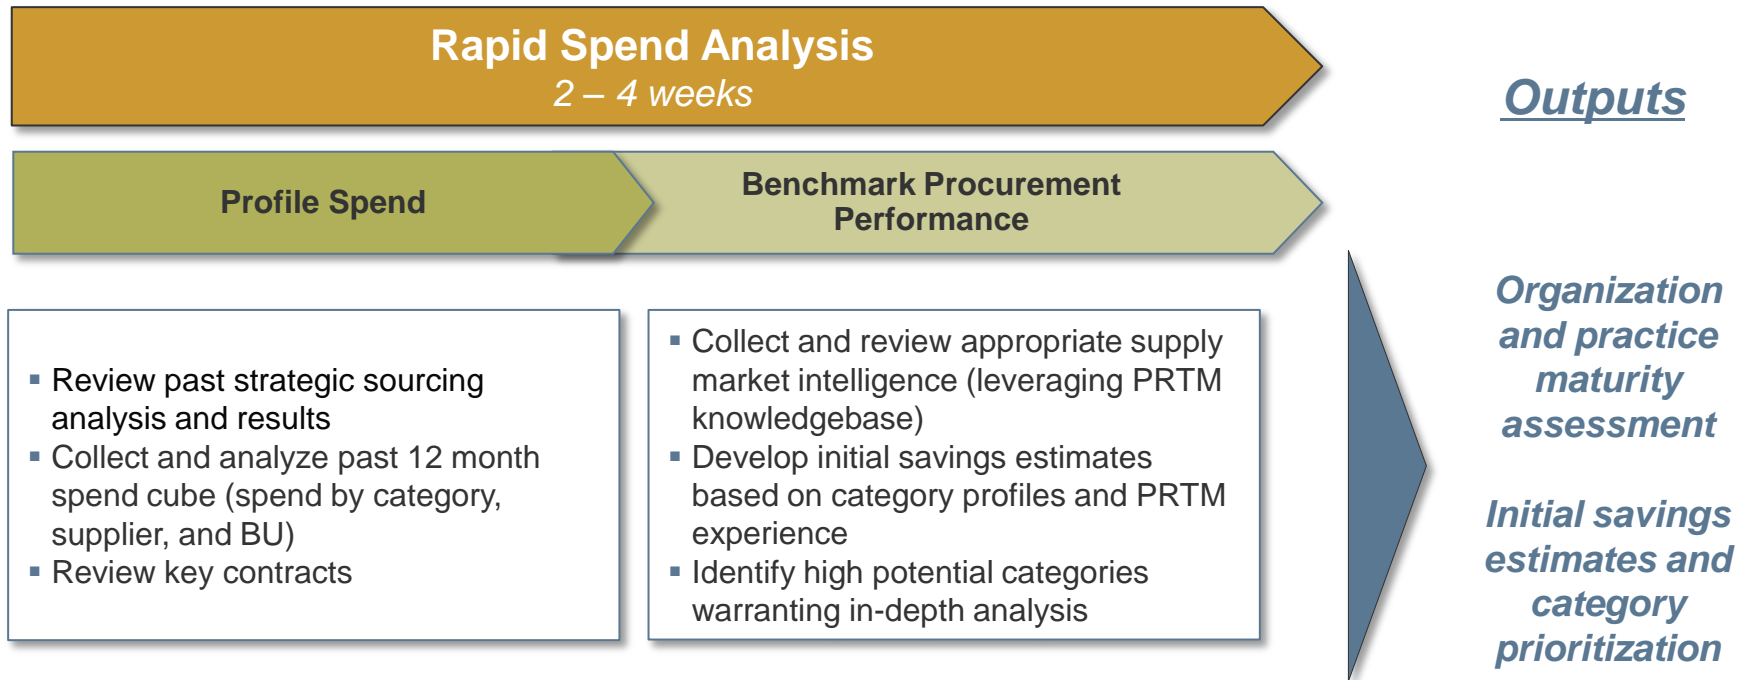 Rapid Spend Analysis
2 – 4 weeks
Outputs
Profile Spend
Benchmark Procurement
Performance
▪ Review past strategic sourcing
analysis and results
▪ Collect and analyze past 12 month
spend cube (spend by category,
supplier, and BU)
▪ Review key contracts
▪ Collect and review appropriate supply
market intelligence (leveraging PRTM
knowledgebase)
▪ Develop initial savings estimates
based on category profiles and PRTM
experience
▪ Identify high potential categories
warranting in-depth analysis
Organization
and practice
maturity
assessment
Initial savings
estimates and
category
prioritization